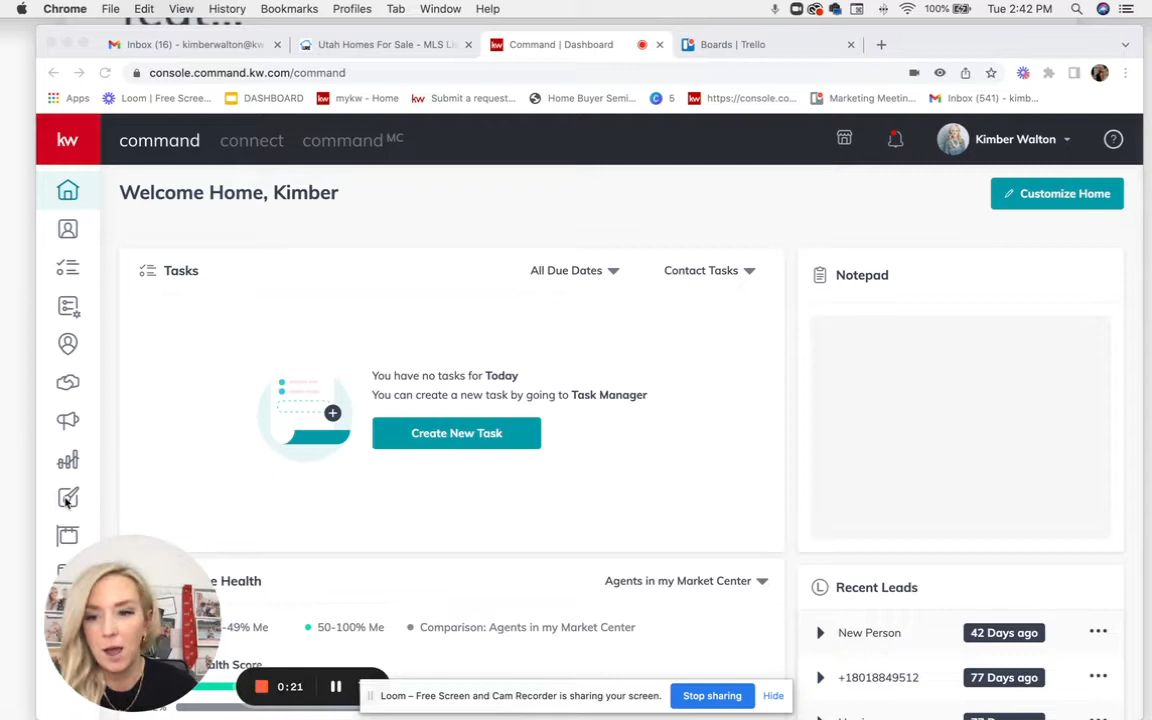 Chrome File Edit View History Bookmarks Profiles Tab Window Help 100% Tue 2:42 PM
Inbox (16) - kimberwalton@kw Utah Homes For Sale - MLS Li Command | Dashboard Boards | Trello
console.command.kw.com/command
Apps Loom | Free Scree... DASHBOARD mykw - Home Submit a request... Home Buyer Semi... 5 https://console.co... Marketing Meetin... Inbox (541) - kimb...
kw command connect command MC Kimber Walton
Welcome Home, Kimber
Customize Home
Tasks All Due Dates Contact Tasks
Notepad
You have no tasks for Today
You can create a new task by going to Task Manager
Create New Task
Health Agents in my Market Center
Recent Leads
-49% Me 50-100% Me Comparison: Agents in my Market Center
New Person 42 Days ago
Score
+18018849512 77 Days ago
0:21
Loom – Free Screen and Cam Recorder is sharing your screen. Stop sharing Hide